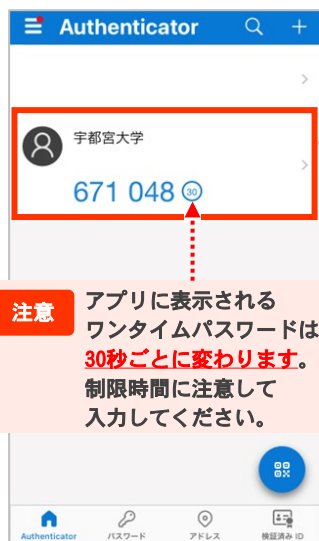 Authenticator
宇都宮大学
671 048 30
注意
アプリに表示される
ワンタイムパスワードは
30秒ごとに変わります。
制限時間に注意して
入力してください。
Authenticator パスワード アドレス 検証済み ID